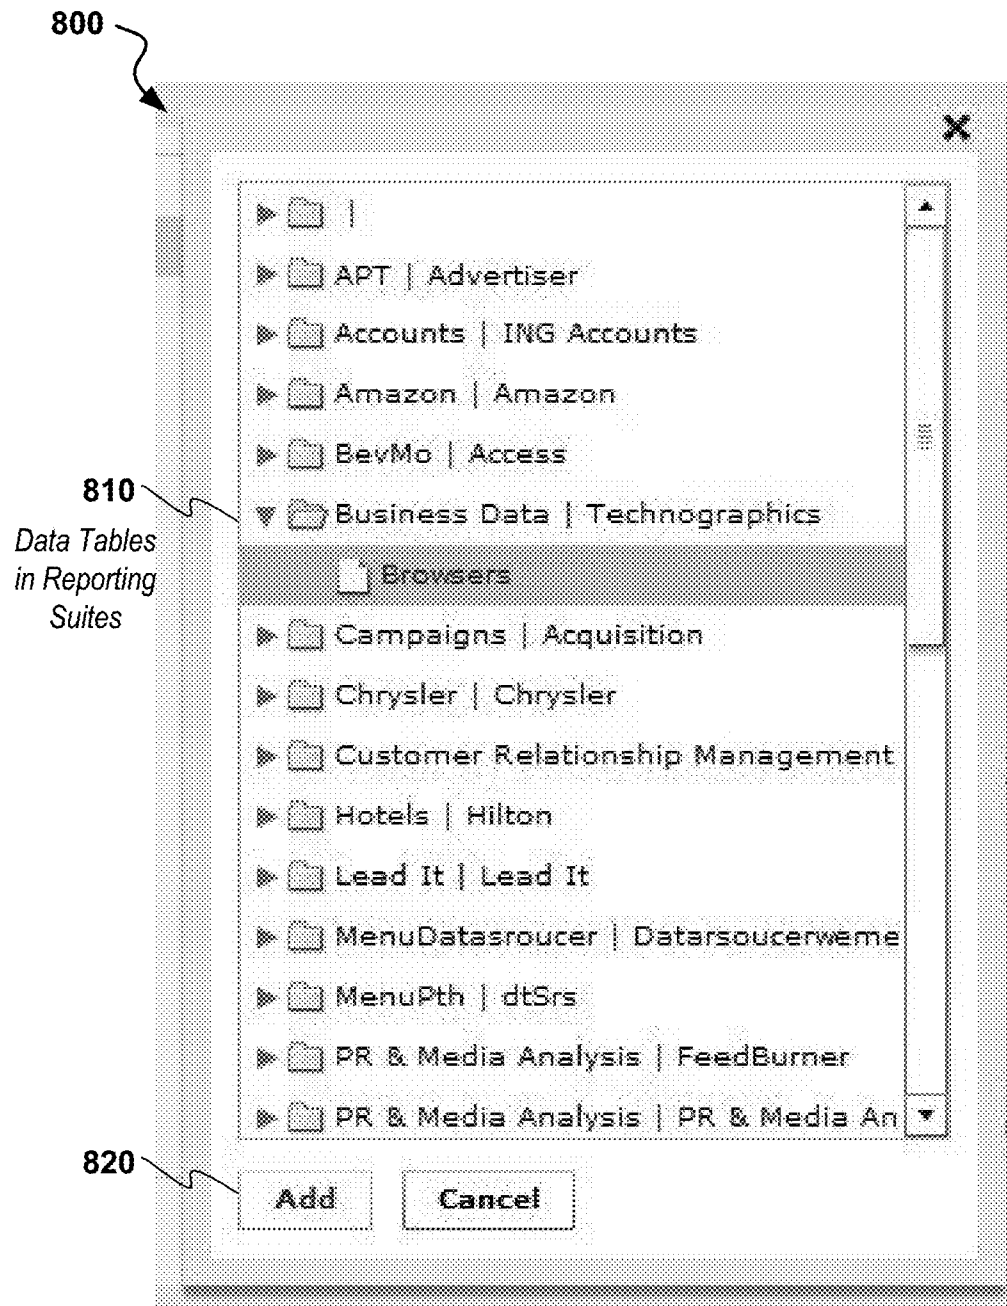 800
|
APT | Advertiser
Accounts | ING Accounts
Amazon | Amazon
BevMo | Access
810
Data Tables
in Reporting
Suites
Business Data | Technographics
Browsers
Campaigns | Acquisition
Chrysler | Chrysler
Customer Relationship Management
Hotels | Hilton
Lead It | Lead It
MenuDatasroucer | Datarsoucerweme
MenuPth | dtSrs
PR & Media Analysis | FeedBurner
PR & Media Analysis | PR & Media An
820
Add Cancel